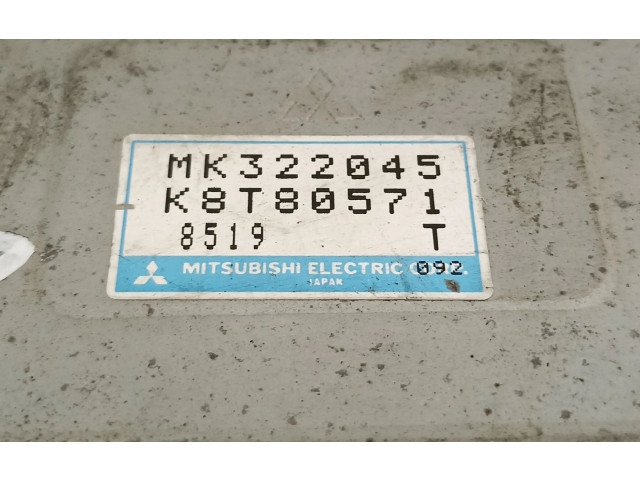 MK322045
K8T80571
8519 T
MITSUBISHI ELECTRIC 092
JAPAN